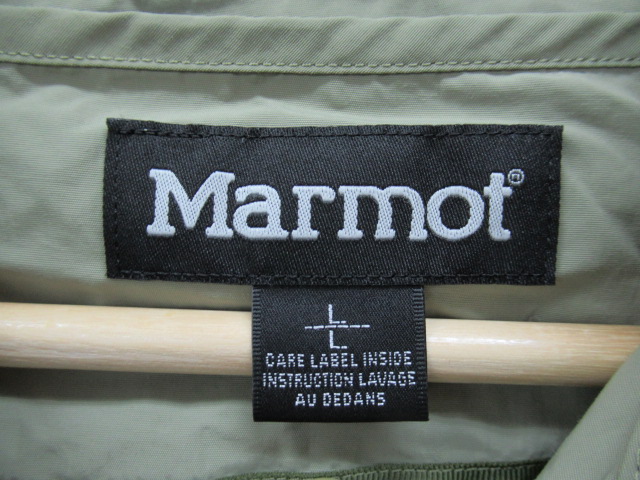 Marmot®
L
L
CARE LABEL INSIDE
INSTRUCTION LAVAGE
AU DEDANS